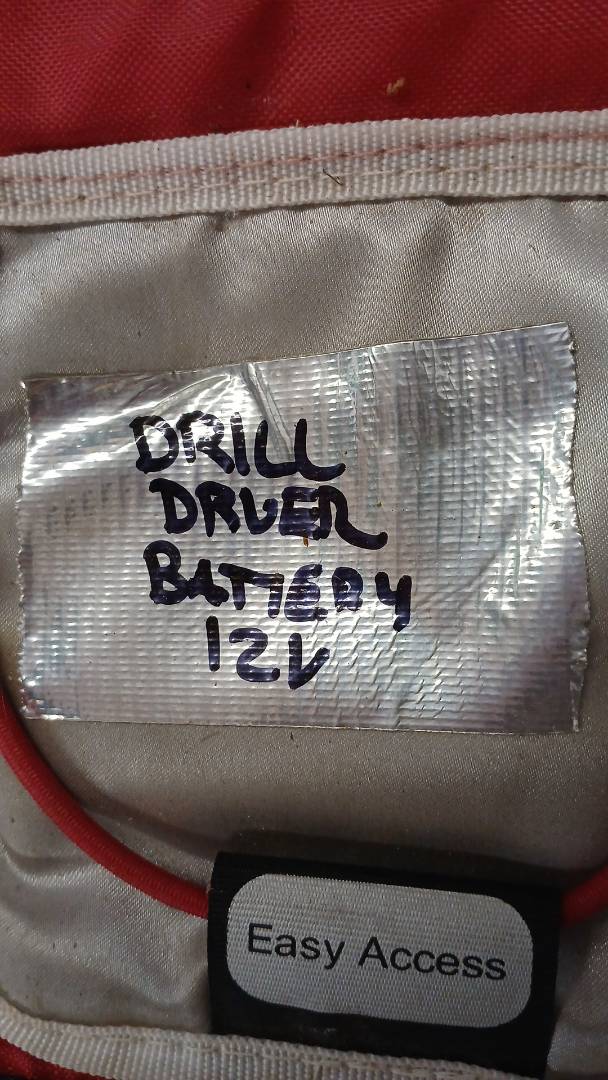 DRILL
DRVER
BATTERY
12V
Easy Access